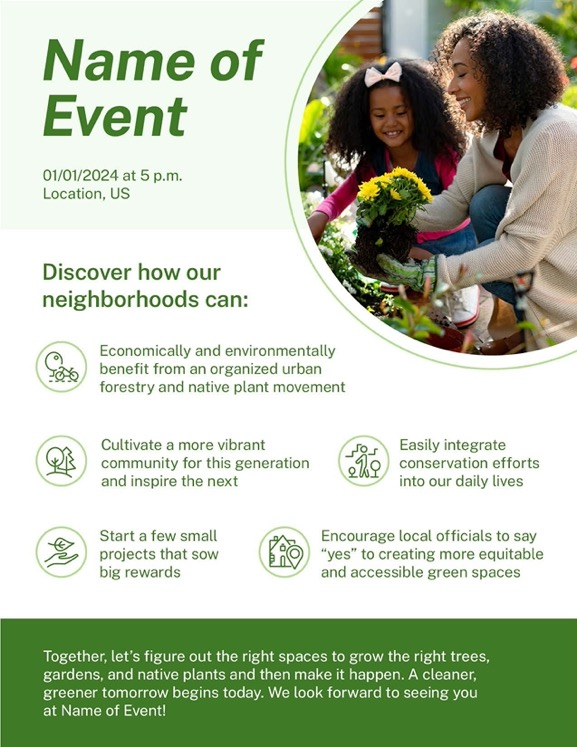 Name of
Event
01/01/2024 at 5 p.m.
Location, US
Discover how our
neighborhoods can:
Economically and environmentally
benefit from an organized urban
forestry and native plant movement
Cultivate a more vibrant
community for this generation
and inspire the next
Easily integrate
conservation efforts
into our daily lives
Start a few small
projects that sow
big rewards
Encourage local officials to say
“yes” to creating more equitable
and accessible green spaces
Together, let’s figure out the right spaces to grow the right trees,
gardens, and native plants and then make it happen. A cleaner,
greener tomorrow begins today. We look forward to seeing you
at Name of Event!